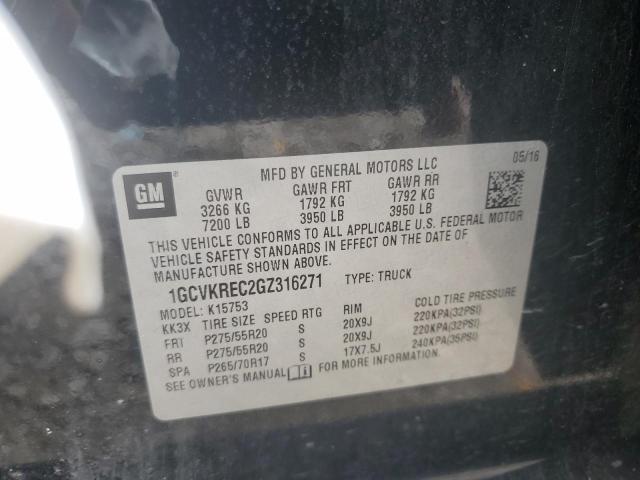 GM
MFD BY GENERAL MOTORS LLC
05/16
GVWR GAWR FRT GAWR RR
3266 KG 1792 KG 1792 KG
7200 LB 3950 LB 3950 LB
THIS VEHICLE CONFORMS TO ALL APPLICABLE U.S. FEDERAL MOTOR
VEHICLE SAFETY STANDARDS IN EFFECT ON THE DATE OF
MANUFACTURE SHOWN ABOVE.
1GCVKREC2GZ316271 TYPE: TRUCK
MODEL: K15753
KK3X TIRE SIZE SPEED RTG RIM COLD TIRE PRESSURE
FRT P275/55R20 S 20X9J 220KPA(32PSI)
RR P275/55R20 S 20X9J 220KPA(32PSI)
SPA P265/70R17 S 17X7.5J 240KPA(35PSI)
SEE OWNER'S MANUAL FOR MORE INFORMATION.